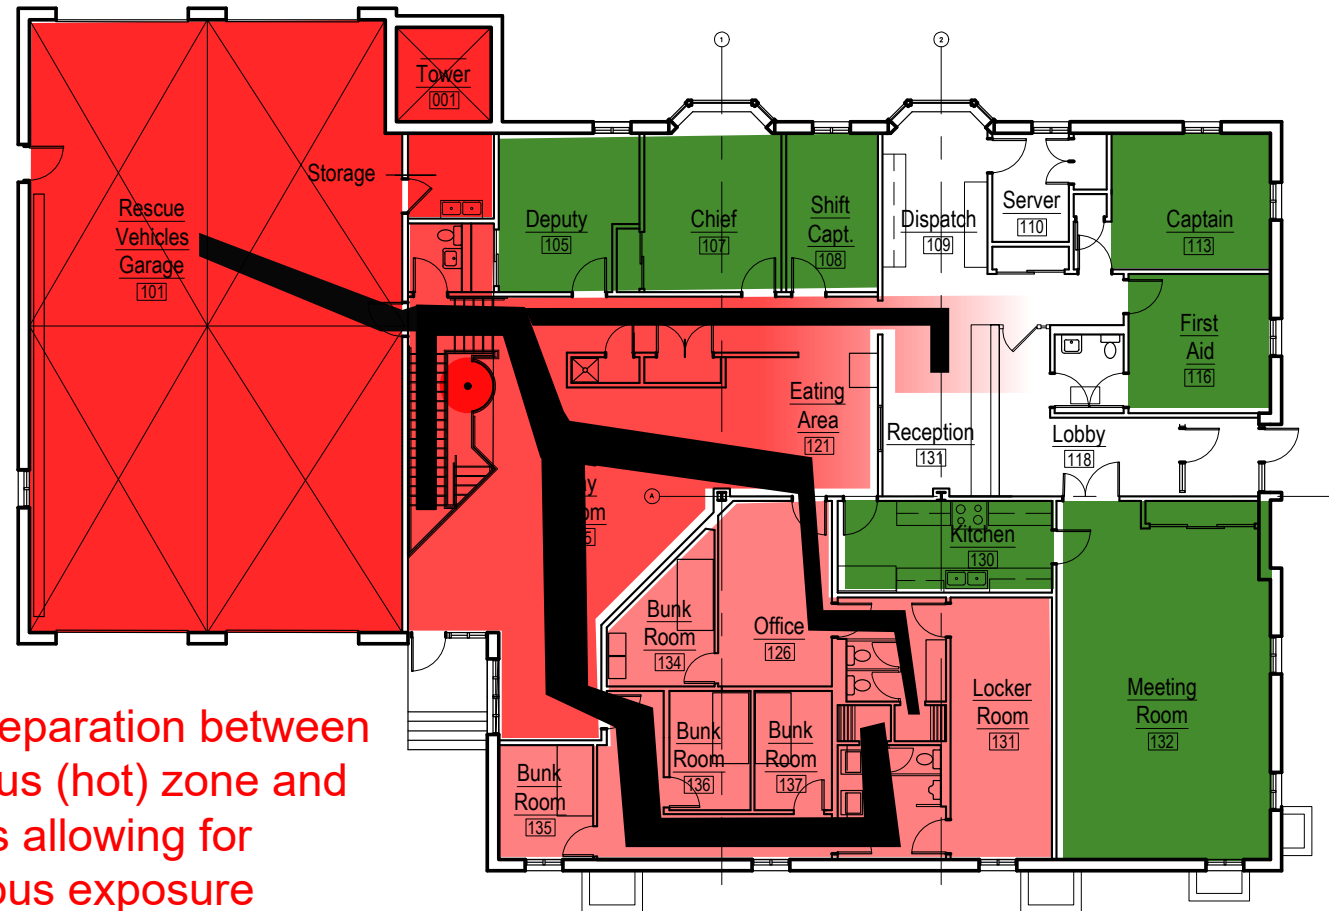 1
2
Tower
001
Storage
Rescue
Vehicles
Garage
101
Deputy
105
Chief
107
Shift
Capt.
108
Dispatch
109
Server
110
Captain
113
First
Aid
116
Eating
Area
121
Reception
131
Lobby
118
A
Kitchen
130
Bunk
Room
134
Office
126
Locker
Room
131
Meeting
Room
132
Bunk
Room
136
Bunk
Room
137
Bunk
Room
135
eparation between
us (hot) zone and
s allowing for
ous exposure